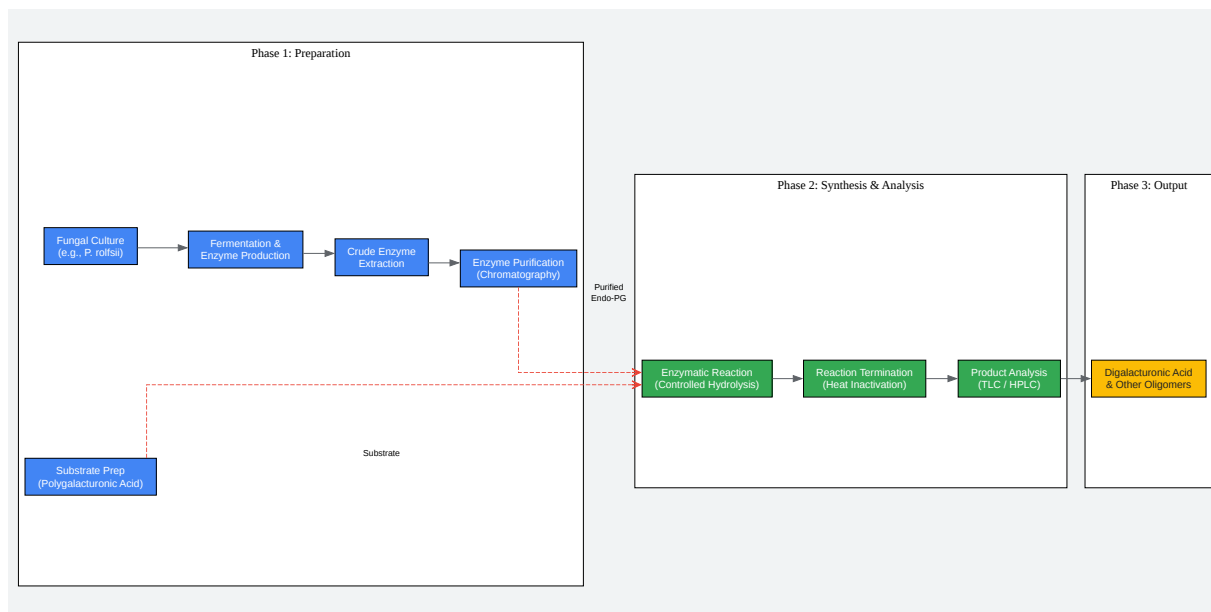 Phase 1: Preparation
Fungal Culture
(e.g., P. rolfsii)
Fermentation &
Enzyme Production
Crude Enzyme
Extraction
Enzyme Purification
(Chromatography)
Substrate Prep
(Polygalacturonic Acid)
Substrate
Purified
Endo-PG
Phase 2: Synthesis & Analysis
Enzymatic Reaction
(Controlled Hydrolysis)
Reaction Termination
(Heat Inactivation)
Product Analysis
(TLC / HPLC)
Phase 3: Output
Digalacturonic Acid
& Other Oligomers